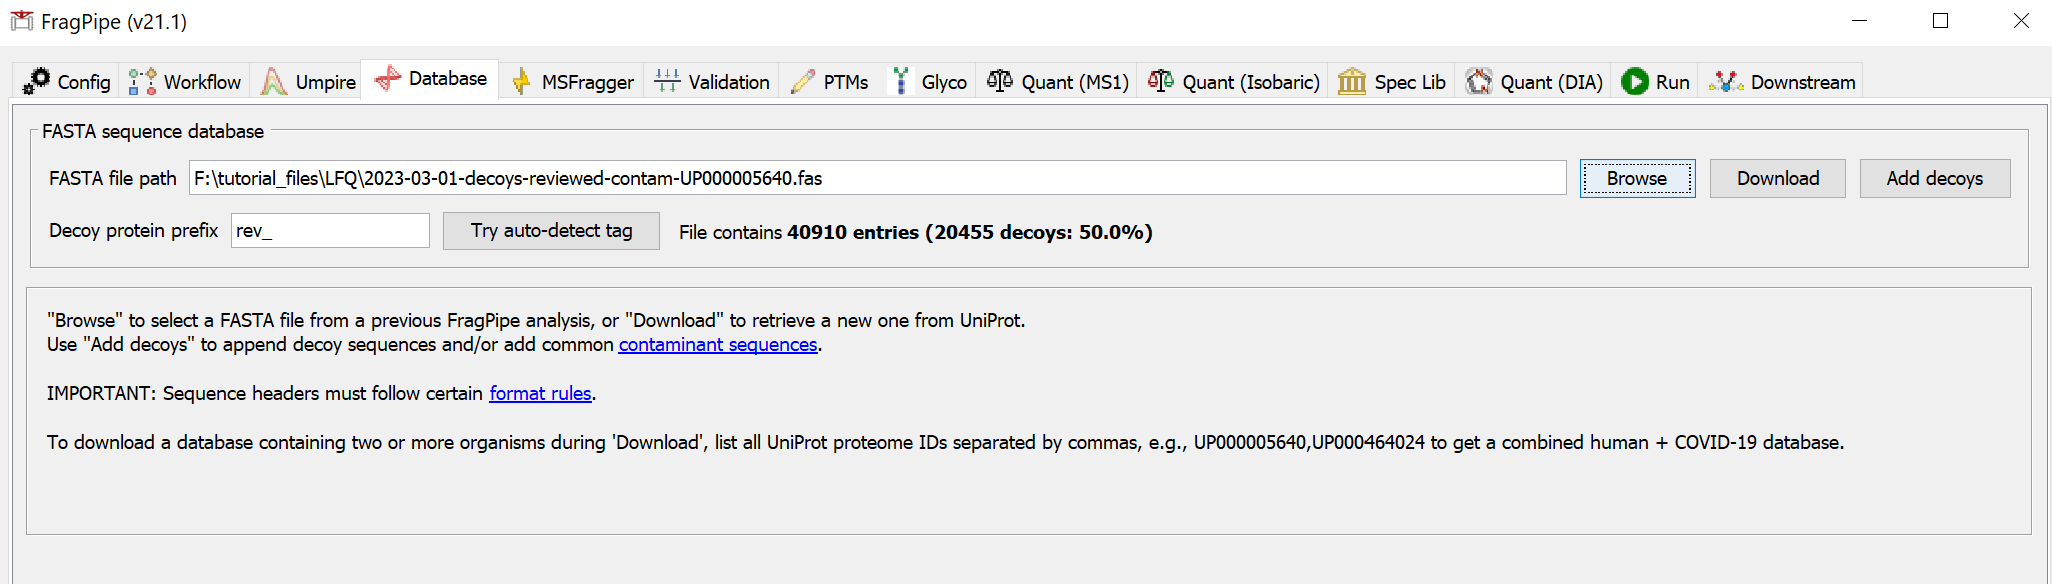 FragPipe (v21.1)
Config Workflow Umpire Database MSFragger Validation PTMs Glyco Quant (MS1) Quant (Isobaric) Spec Lib Quant (DIA) Run Downstream
FASTA sequence database
FASTA file path F:\tutorial_files\LFQ\2023-03-01-decoys-reviewed-contam-UP000005640.fas Browse Download Add decoys
Decoy protein prefix rev_ Try auto-detect tag File contains 40910 entries (20455 decoys: 50.0%)
"Browse" to select a FASTA file from a previous FragPipe analysis, or "Download" to retrieve a new one from UniProt.
Use "Add decoys" to append decoy sequences and/or add common contaminant sequences.
IMPORTANT: Sequence headers must follow certain format rules.
To download a database containing two or more organisms during 'Download', list all UniProt proteome IDs separated by commas, e.g., UP000005640,UP000464024 to get a combined human + COVID-19 database.